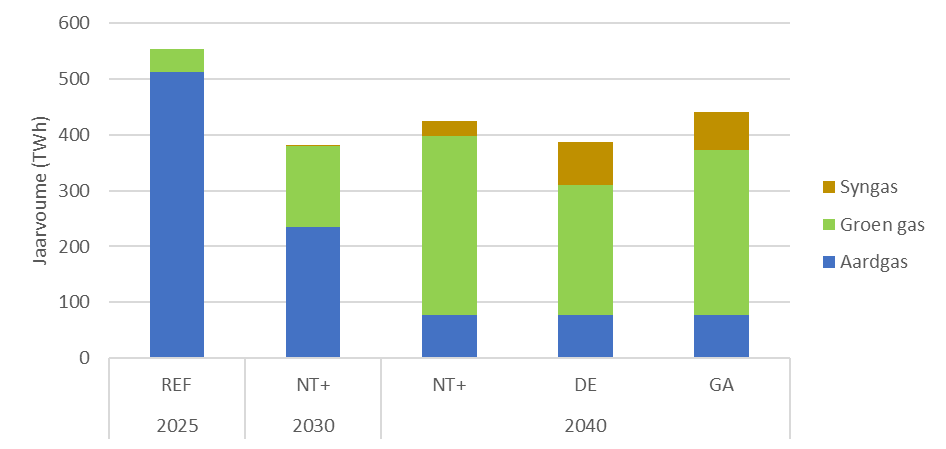 Jaarvoume (TWh)
600
500
400
300
200
100
0
REF
NT+
NT+
DE
GA
2025
2030
2040
Syngas
Groen gas
Aardgas